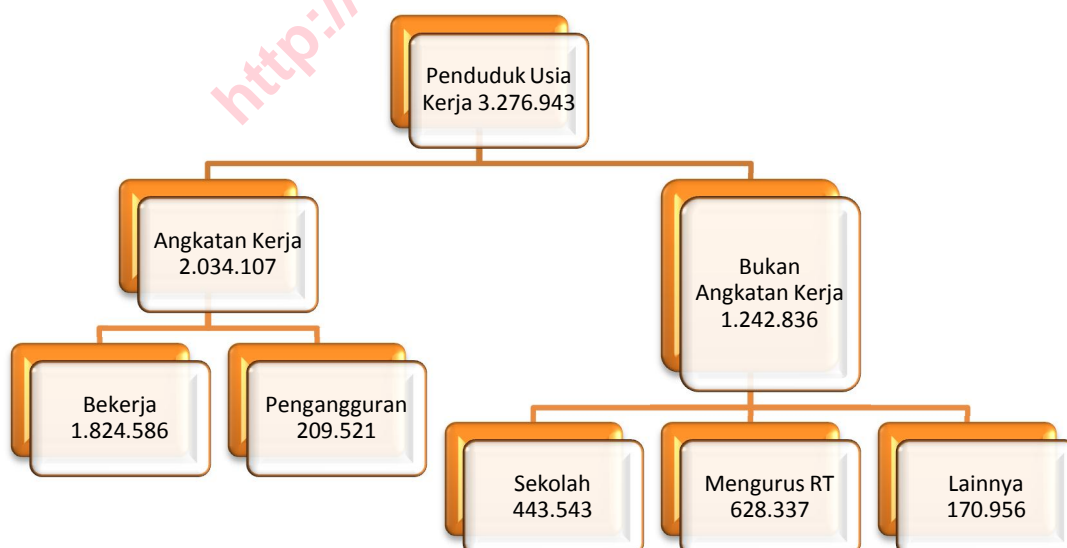 http://
Penduduk Usia
Kerja 3.276.943
Angkatan Kerja
2.034.107
Bukan
Angkatan Kerja
1.242.836
Bekerja
1.824.586
Pengangguran
209.521
Sekolah
443.543
Mengurus RT
628.337
Lainnya
170.956